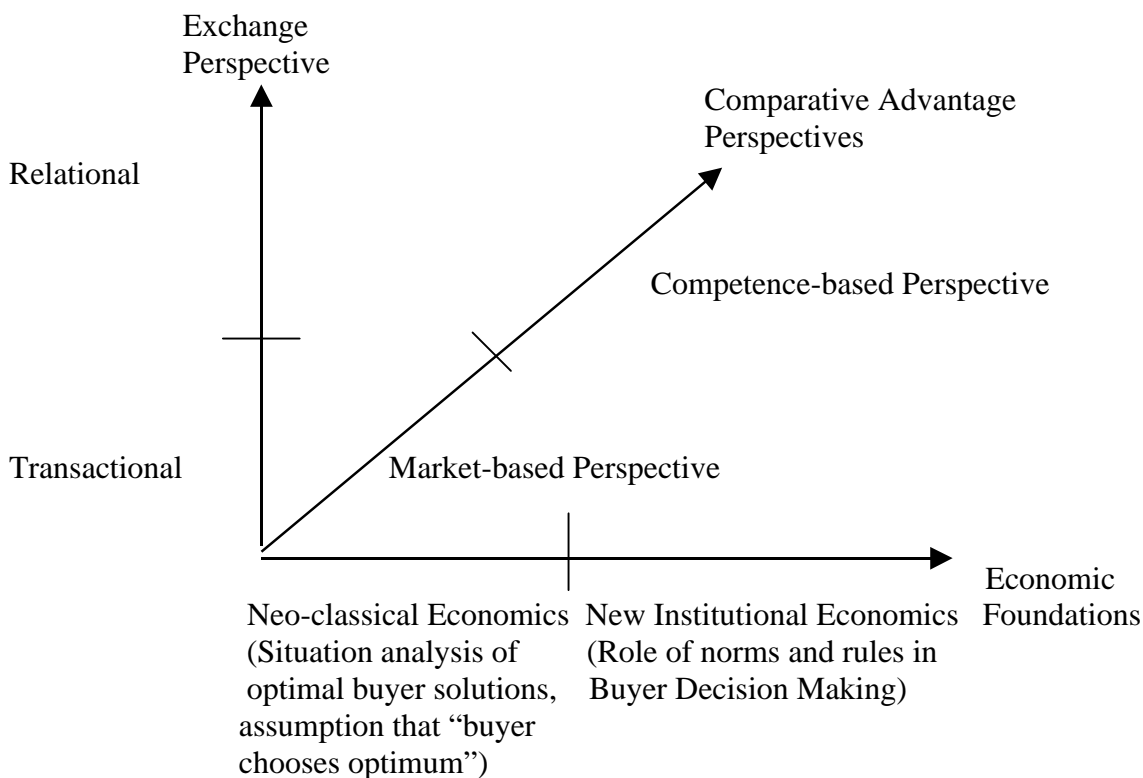 Exchange
Perspective
Comparative Advantage
Perspectives
Relational
Competence-based Perspective
Transactional
Market-based Perspective
Economic
Foundations
Neo-classical Economics
(Situation analysis of
optimal buyer solutions,
assumption that “buyer
chooses optimum”)
New Institutional Economics
(Role of norms and rules in
Buyer Decision Making)